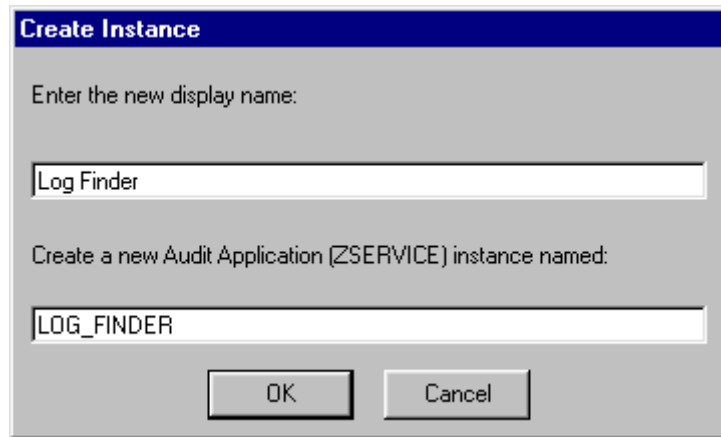 Create Instance
Enter the new display name:
Log Finder
Create a new Audit Application (ZSERVICE) instance named:
LOG_FINDER
OK Cancel